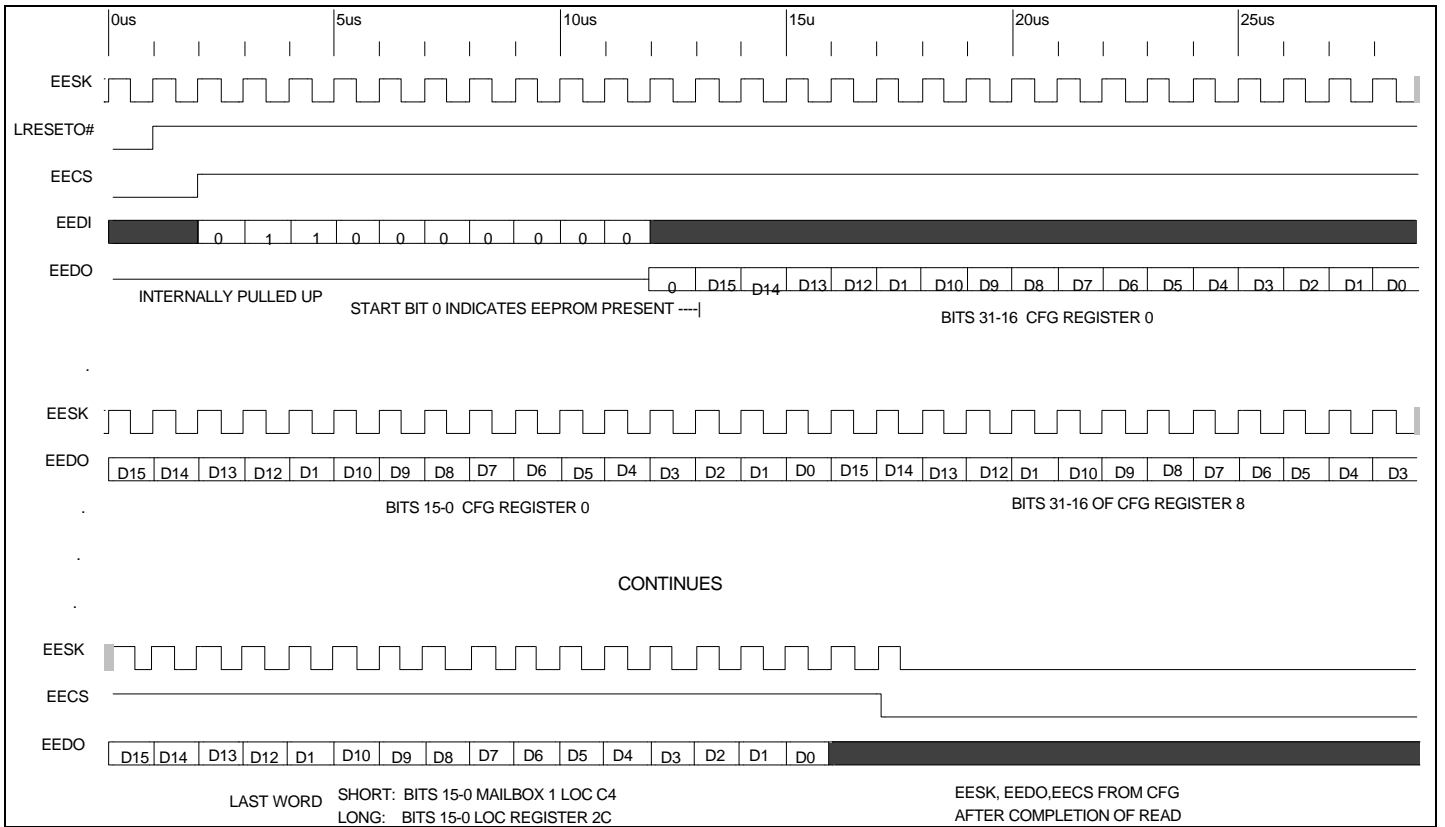 0us 5us 10us 15u 20us 25us
EESK
LRESETO#
EECS
EEDI 0 1 1 0 0 0 0 0 0 0
EEDO 0 D15 D14 D13 D12 D1 D10 D9 D8 D7 D6 D5 D4 D3 D2 D1 D0
INTERNALLY PULLED UP
START BIT 0 INDICATES EEPROM PRESENT ----|
BITS 31-16 CFG REGISTER 0
.
EESK
EEDO D15 D14 D13 D12 D1 D10 D9 D8 D7 D6 D5 D4 D3 D2 D1 D0 D15 D14 D13 D12 D1 D10 D9 D8 D7 D6 D5 D4 D3
BITS 15-0 CFG REGISTER 0
BITS 31-16 OF CFG REGISTER 8
.
.
CONTINUES
.
EESK
EECS
EEDO D15 D14 D13 D12 D1 D10 D9 D8 D7 D6 D5 D4 D3 D2 D1 D0
LAST WORD
SHORT: BITS 15-0 MAILBOX 1 LOC C4
LONG: BITS 15-0 LOC REGISTER 2C
EESK, EEDO,EECS FROM CFG
AFTER COMPLETION OF READ